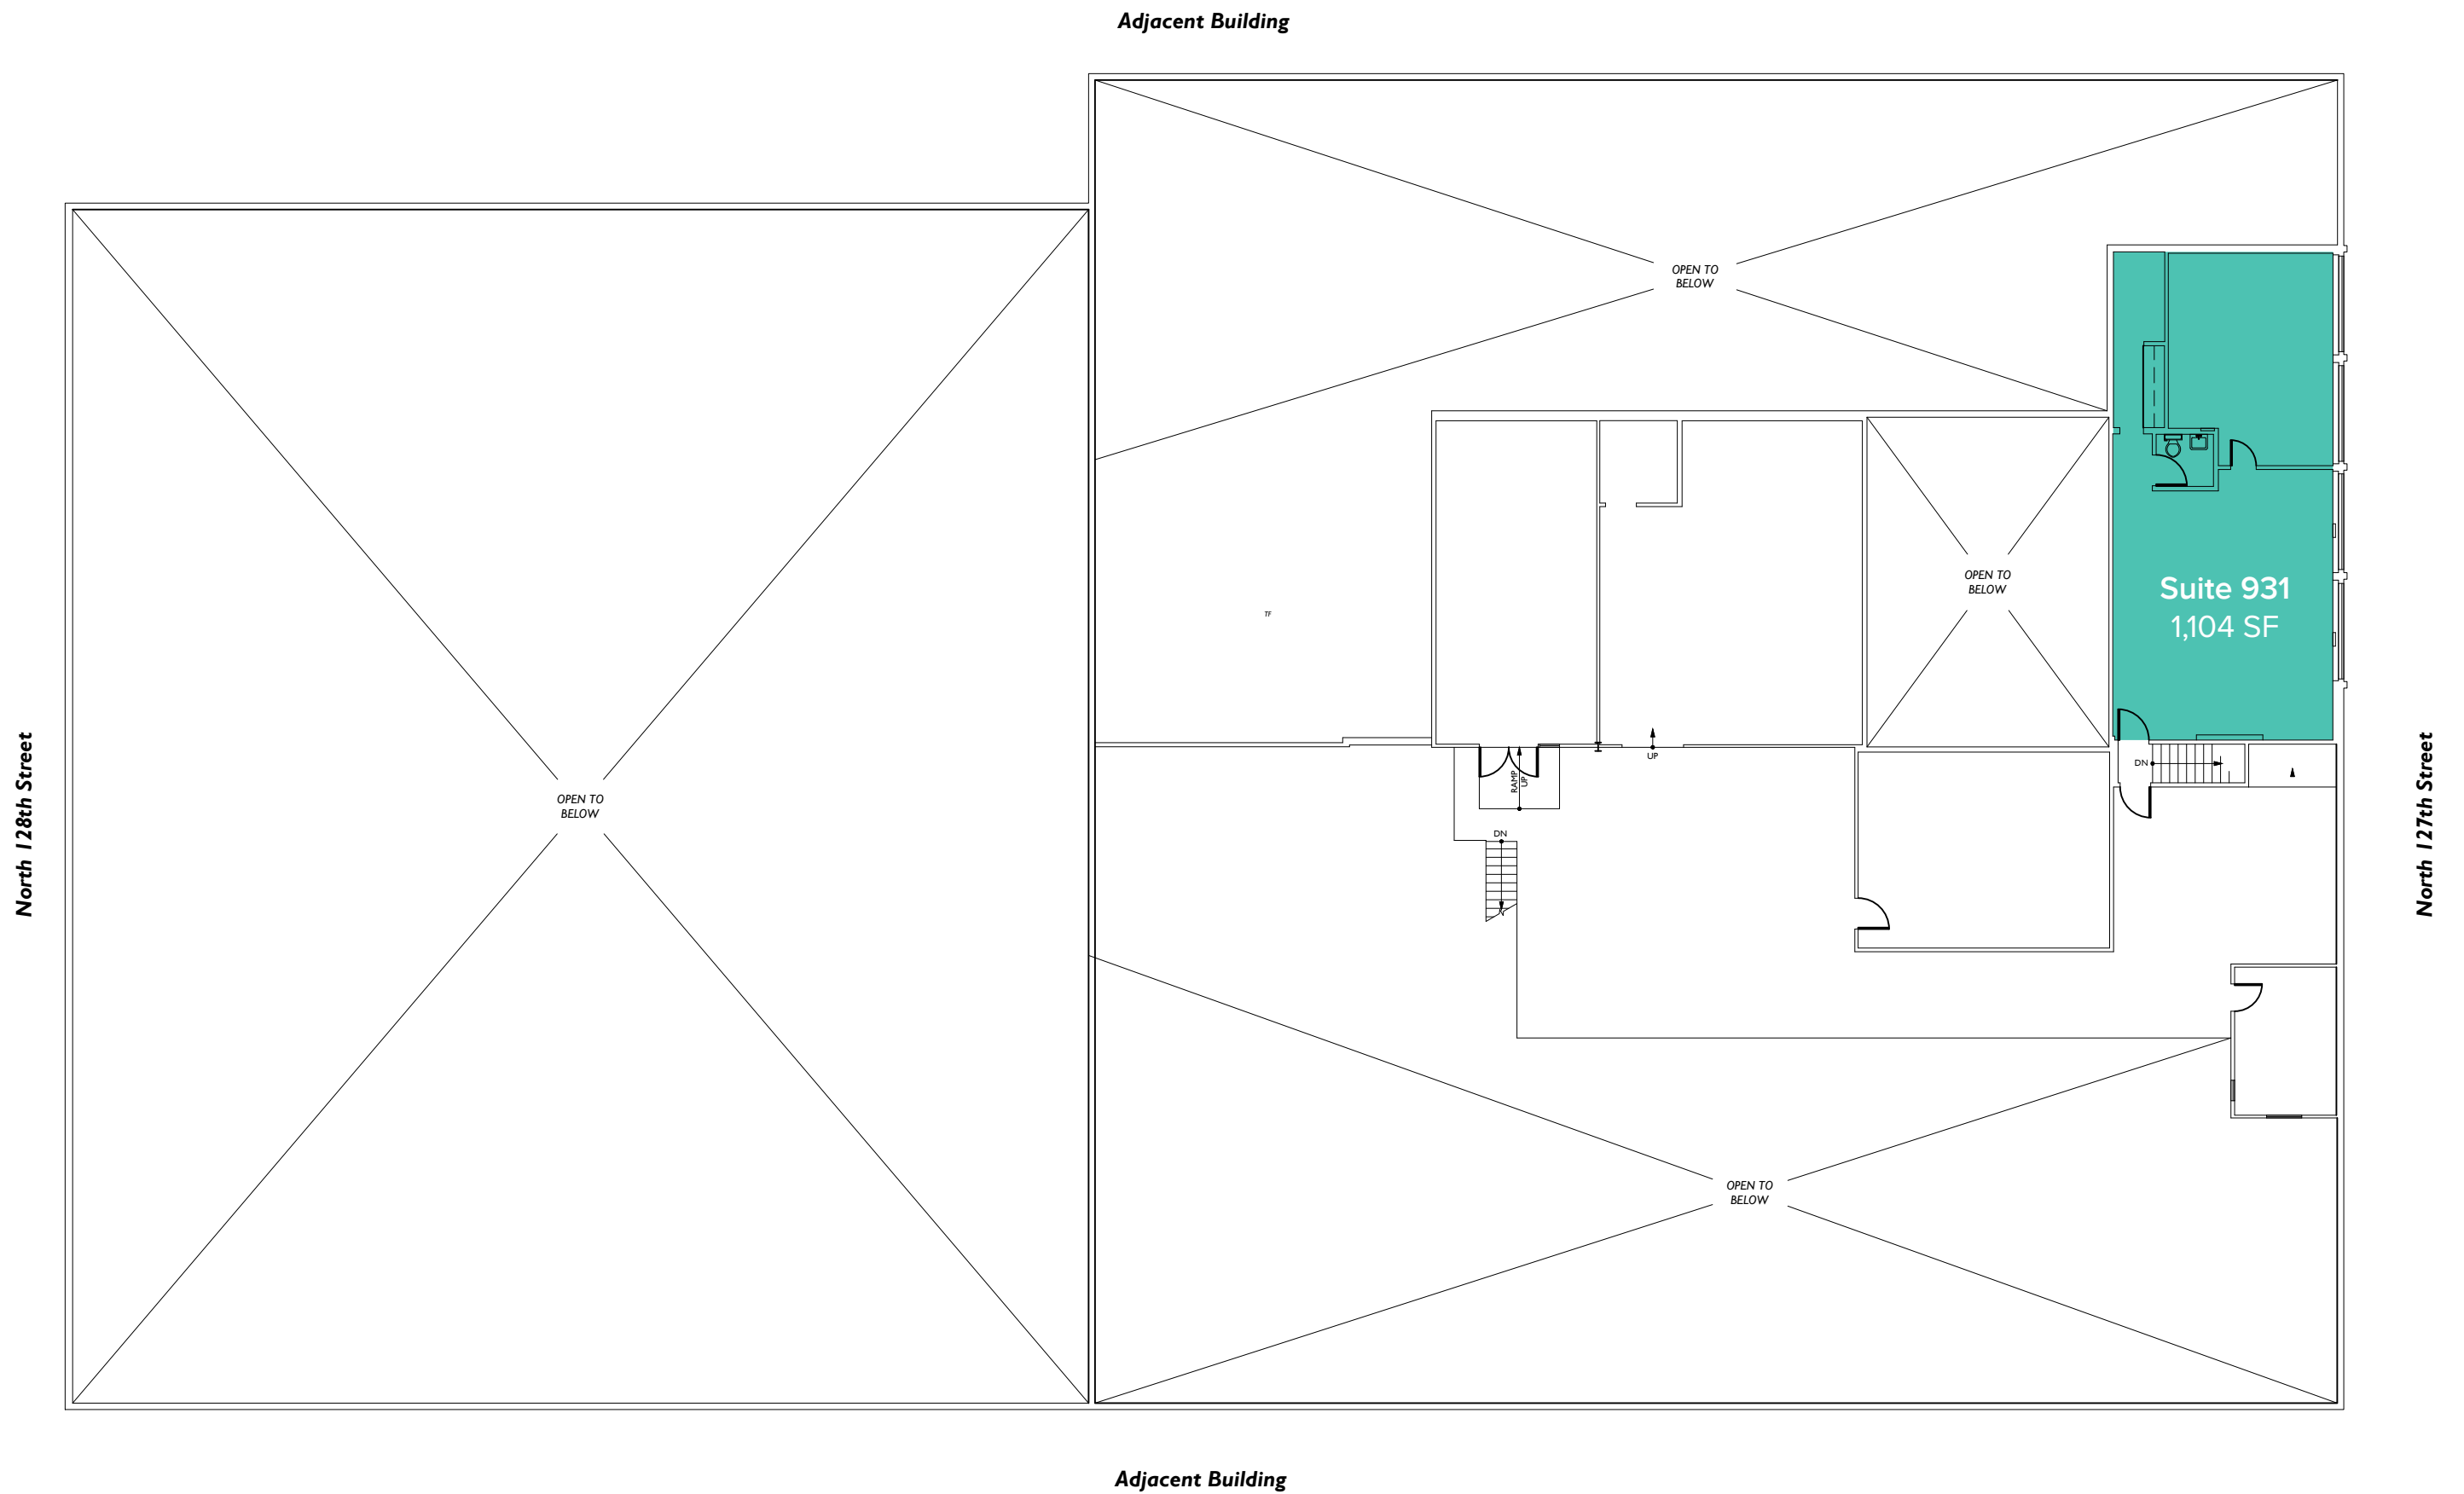 Adjacent Building
OPEN TO
BELOW
OPEN TO
BELOW
Suite 931
1,104 SF
TF
North 128th Street
North 127th Street
UP
DN
RAMP
UP
OPEN TO
BELOW
DN
OPEN TO
BELOW
Adjacent Building